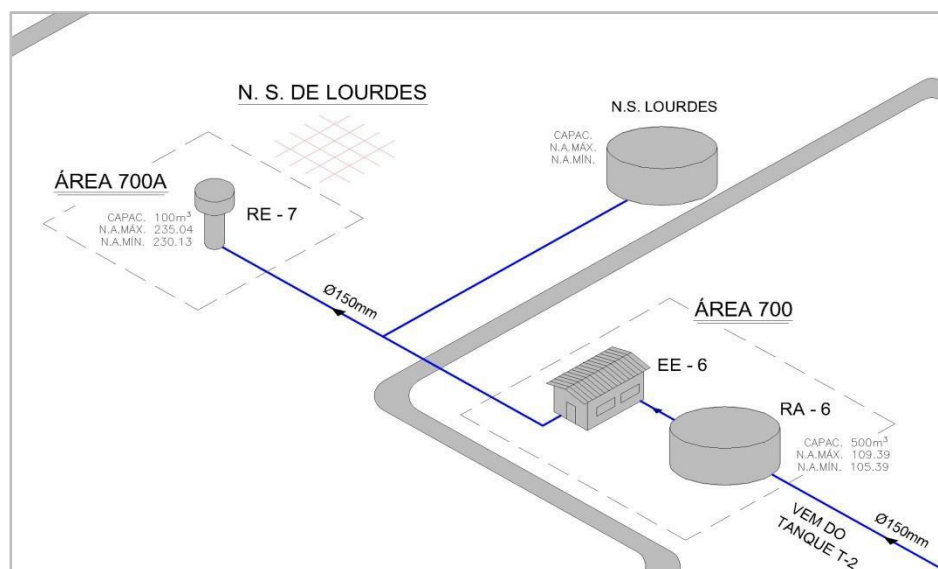 N. S. DE LOURDES
N.S. LOURDES
CAPAC.
N.A.MÁX.
N.A.MÍN.
ÁREA 700A
RE - 7
CAPAC. 100m³
N.A.MÁX. 235.04
N.A.MÍN. 230.13
Ø150mm
ÁREA 700
EE - 6
RA - 6
CAPAC. 500m³
N.A.MÁX. 109.39
N.A.MÍN. 105.39
VEM DO
TANQUE T-2
Ø150mm